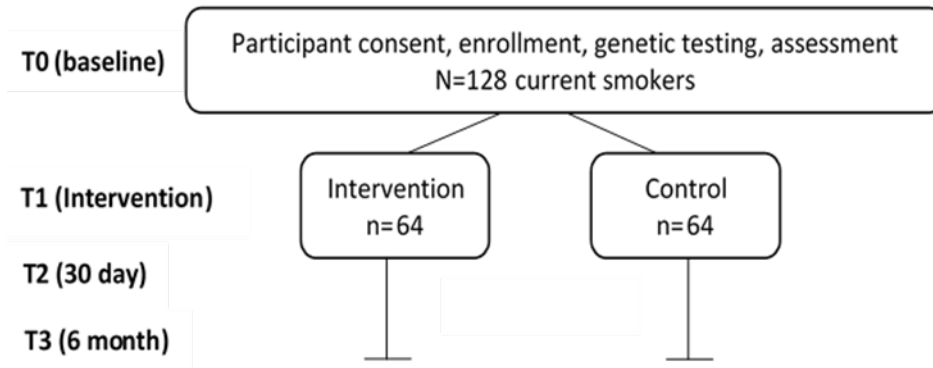 T0 (baseline)
Participant consent, enrollment, genetic testing, assessment
N=128 current smokers
T1 (Intervention)
Intervention
n=64
Control
n=64
T2 (30 day)
T3 (6 month)